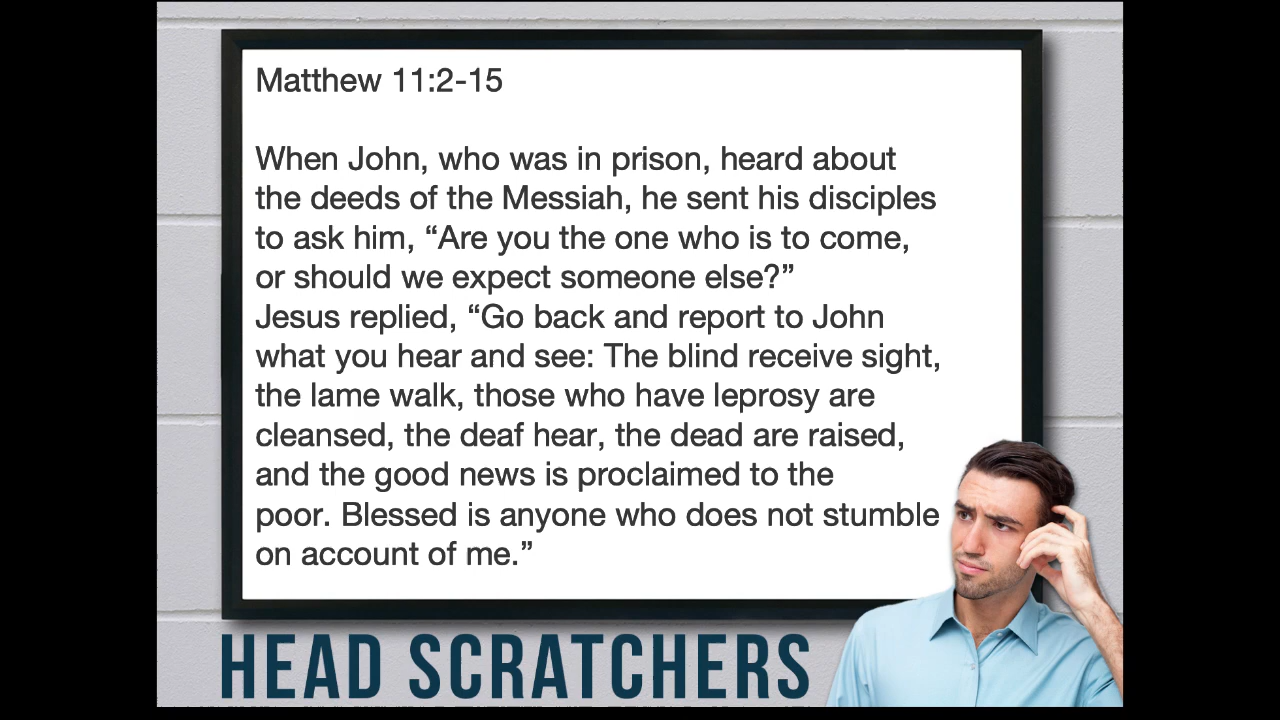 Matthew 11:2-15
When John, who was in prison, heard about
the deeds of the Messiah, he sent his disciples
to ask him, “Are you the one who is to come,
or should we expect someone else?”
Jesus replied, “Go back and report to John
what you hear and see: The blind receive sight,
the lame walk, those who have leprosy are
cleansed, the deaf hear, the dead are raised,
and the good news is proclaimed to the
poor. Blessed is anyone who does not stumble
on account of me.”
HEAD SCRATCHERS